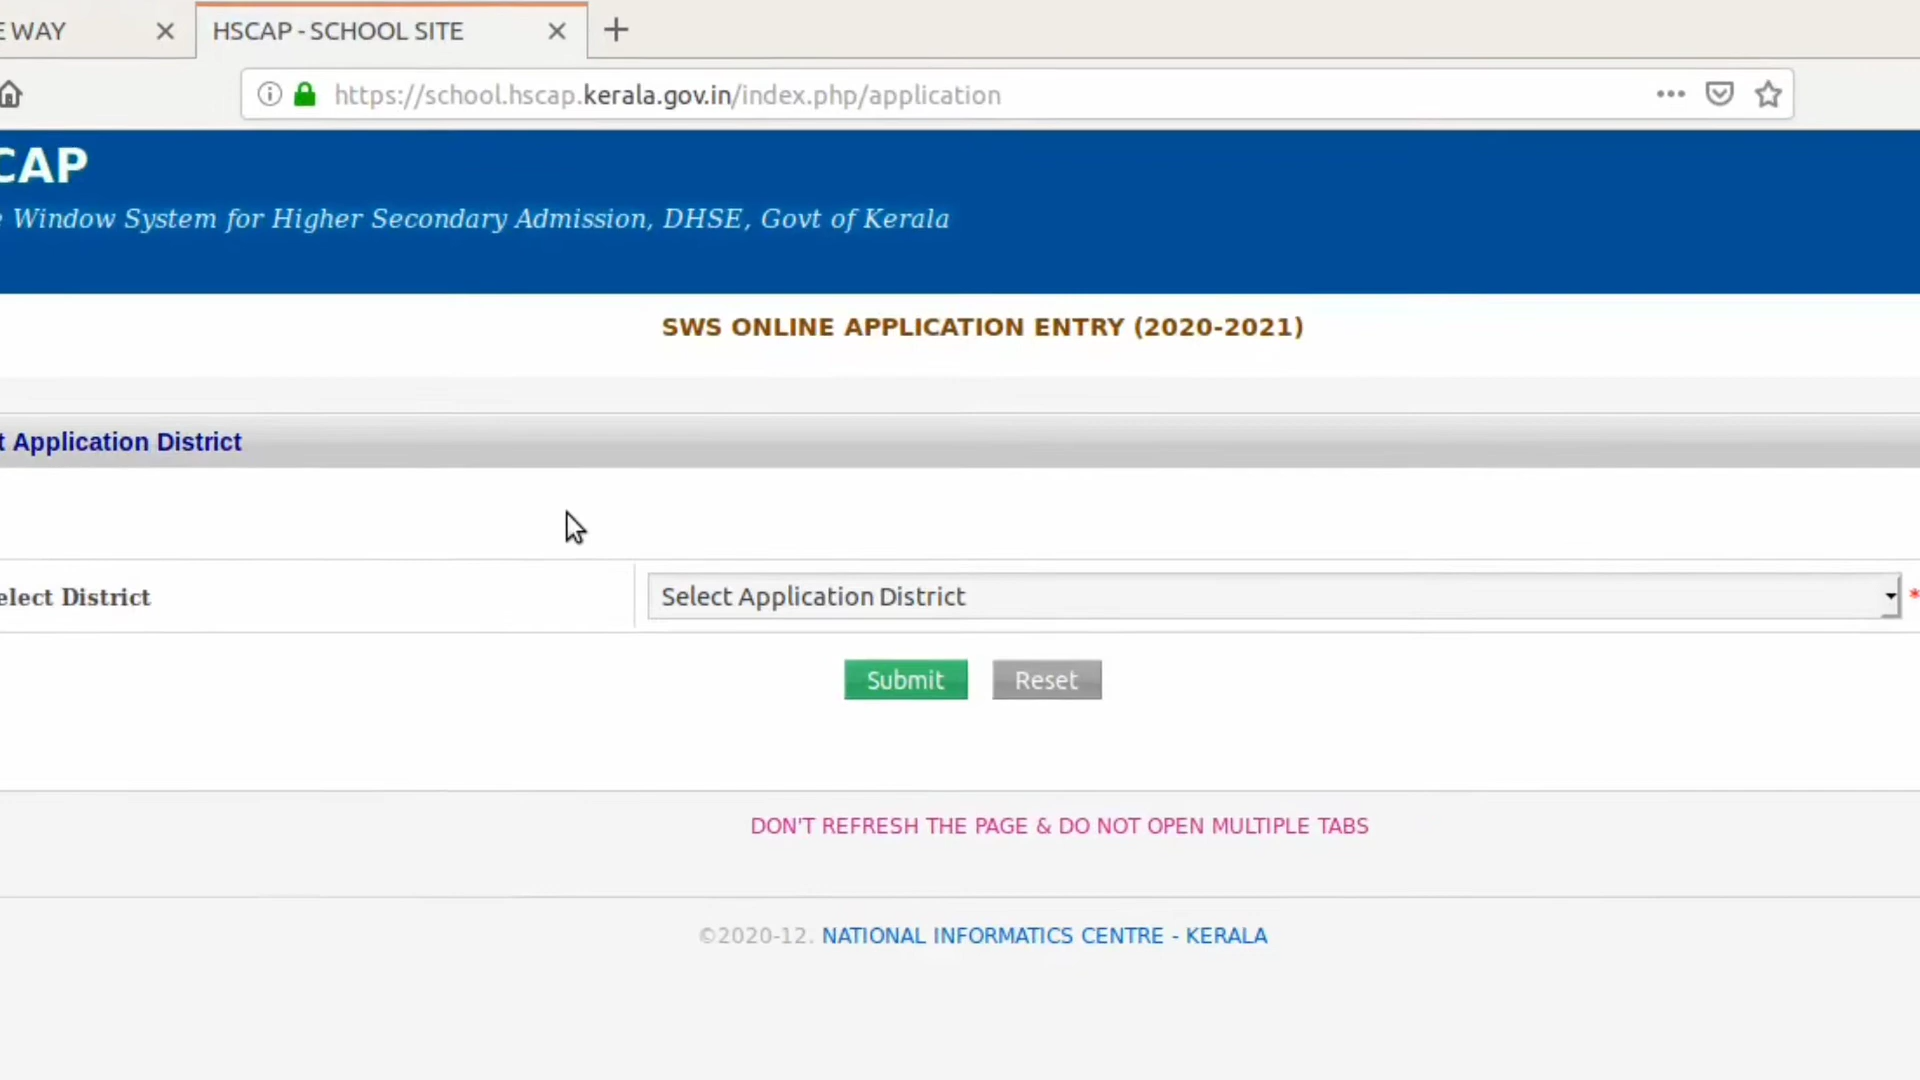 E WAY
HSCAP - SCHOOL SITE
https://school.hscap.kerala.gov.in/index.php/application
CAP
e Window System for Higher Secondary Admission, DHSE, Govt of Kerala
SWS ONLINE APPLICATION ENTRY (2020-2021)
t Application District
elect District
Select Application District
*
Submit
Reset
DON'T REFRESH THE PAGE & DO NOT OPEN MULTIPLE TABS
©2020-12. NATIONAL INFORMATICS CENTRE - KERALA